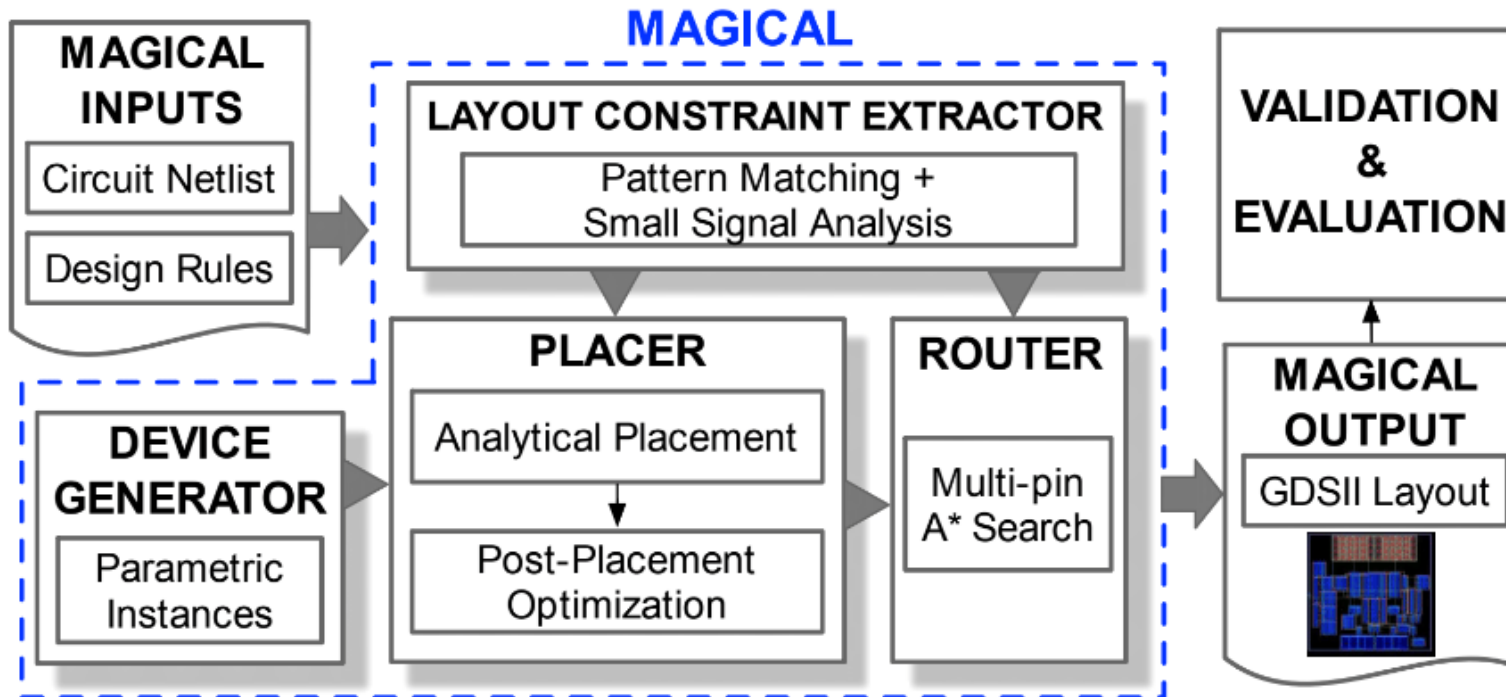 MAGICAL
MAGICAL
INPUTS
Circuit Netlist
Design Rules
LAYOUT CONSTRAINT EXTRACTOR
Pattern Matching +
Small Signal Analysis
VALIDATION
&
EVALUATION
DEVICE
GENERATOR
Parametric
Instances
PLACER
Analytical Placement
Post-Placement
Optimization
ROUTER
Multi-pin
A* Search
MAGICAL
OUTPUT
GDSII Layout